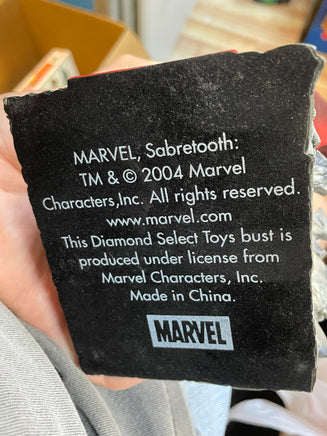 MARVEL, Sabretooth:
TM & © 2004 Marvel
Characters,Inc. All rights reserved.
www.marvel.com
This Diamond Select Toys bust is
produced under license from
Marvel Characters, Inc.
Made in China.
MARVEL